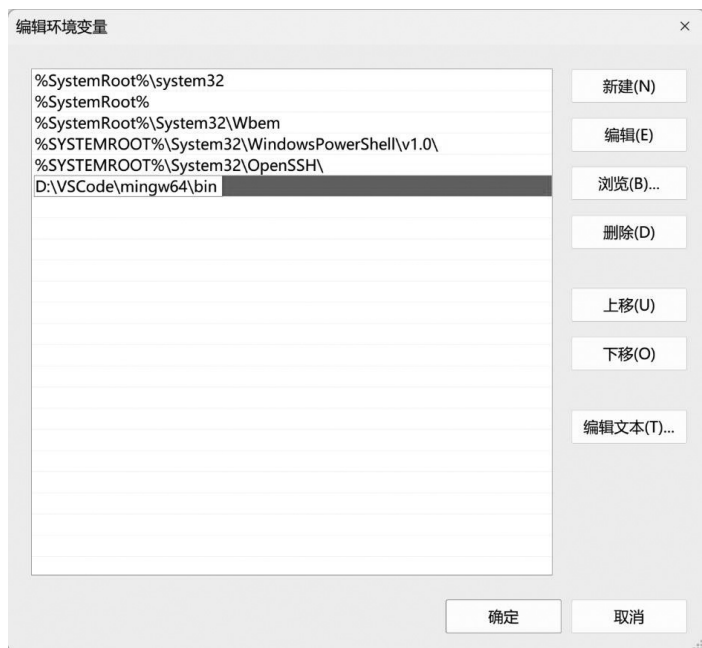 编辑环境变量
×
%SystemRoot%\system32
%SystemRoot%
%SystemRoot%\System32\Wbem
%SYSTEMROOT%\System32\WindowsPowerShell\v1.0\
%SYSTEMROOT%\System32\OpenSSH\
D:\VSCode\mingw64\bin
新建(N)
编辑(E)
浏览(B)...
删除(D)
上移(U)
下移(O)
编辑文本(T)...
确定
取消